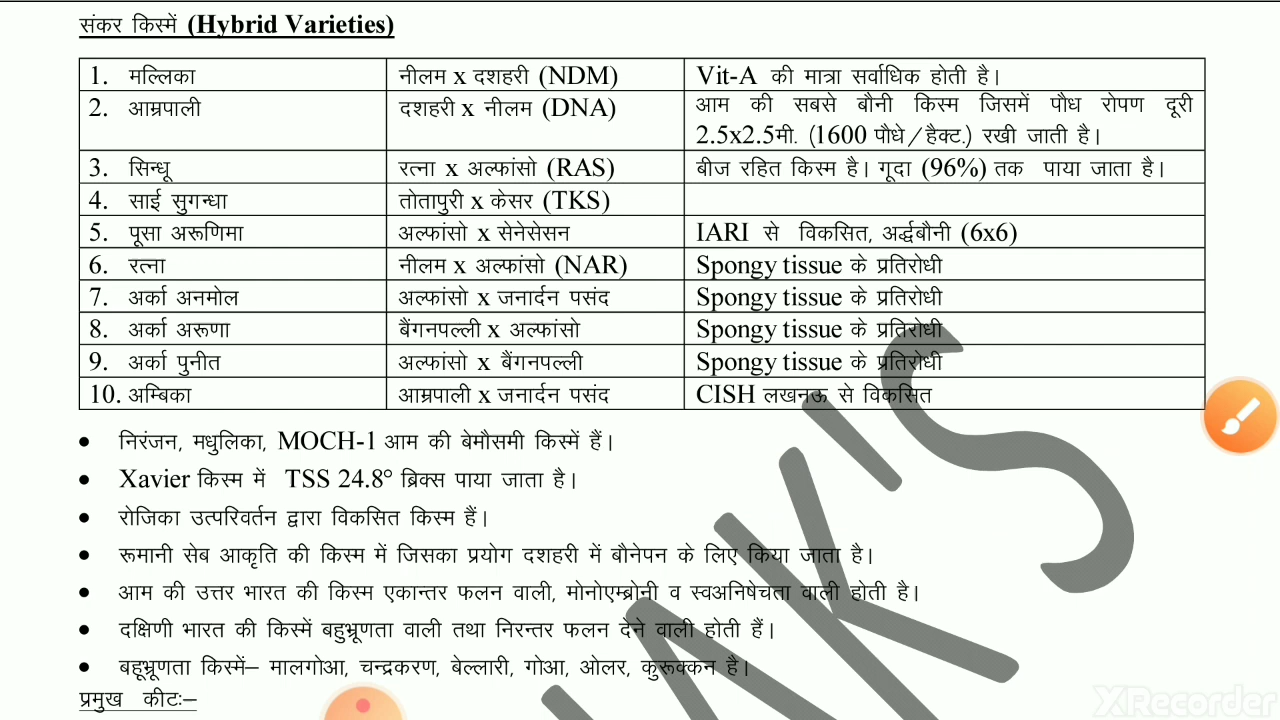 संकर किस्में (Hybrid Varieties)
1. मल्लिका नीलम x दशहरी (NDM) Vit-A की मात्रा सर्वाधिक होती है।
2. आम्रपाली दशहरी x नीलम (DNA) आम की सबसे बौनी किस्म जिसमें पौध रोपण दूरी
2.5x2.5मी. (1600 पौधे/हैक्ट.) रखी जाती है।
3. सिन्धू रत्ना x अल्फांसो (RAS) बीज रहित किस्म है। गूदा (96%) तक पाया जाता है।
4. साई सुगन्धा तोतापुरी x केसर (TKS)
5. पूसा अरूणिमा अल्फांसो x सेनेसेसन IARI से विकसित, अर्द्धबौनी (6x6)
6. रत्ना नीलम x अल्फांसो (NAR) Spongy tissue के प्रतिरोधी
7. अर्का अनमोल अल्फांसो x जनार्दन पसंद Spongy tissue के प्रतिरोधी
8. अर्का अरूणा बैंगनपल्ली x अल्फांसो Spongy tissue के प्रतिरोधी
9. अर्का पुनीत अल्फांसो x बैंगनपल्ली Spongy tissue के प्रतिरोधी
10. अम्बिका आम्रपाली x जनार्दन पसंद CISH लखनऊ से विकसित
• निरंजन, मधुलिका, MOCH-1 आम की बेमौसमी किस्में हैं।
• Xavier किस्म में TSS 24.8° ब्रिक्स पाया जाता है।
• रोजिका उत्परिवर्तन द्वारा विकसित किस्म हैं।
• रूमानी सेब आकृति की किस्म में जिसका प्रयोग दशहरी में बौनेपन के लिए किया जाता है।
• आम की उत्तर भारत की किस्म एकान्तर फलन वाली, मोनोएम्ब्रोनी व स्वअनिषेचता वाली होती है।
• दक्षिणी भारत की किस्में बहुभ्रूणता वाली तथा निरन्तर फलन देने वाली होती हैं।
• बहूभ्रूणता किस्में– मालगोआ, चन्द्रकरण, बेल्लारी, गोआ, ओलर, कुरूक्कन है।
प्रमुख कीटः–
XRecorder